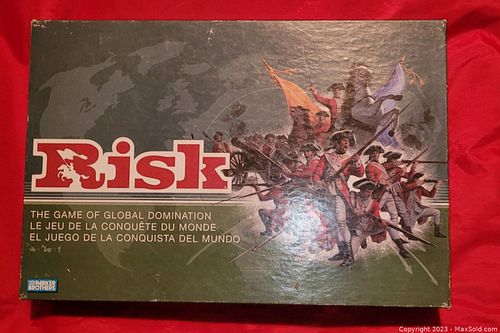 Risk
THE GAME OF GLOBAL DOMINATION
LE JEU DE LA CONQUÊTE DU MONDE
EL JUEGO DE LA CONQUISTA DEL MUNDO
PARKER
BROTHERS
Copyright 2023 - MaxSold.com